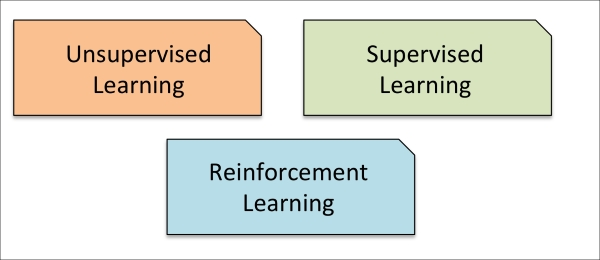 Unsupervised
Learning
Supervised
Learning
Reinforcement
Learning